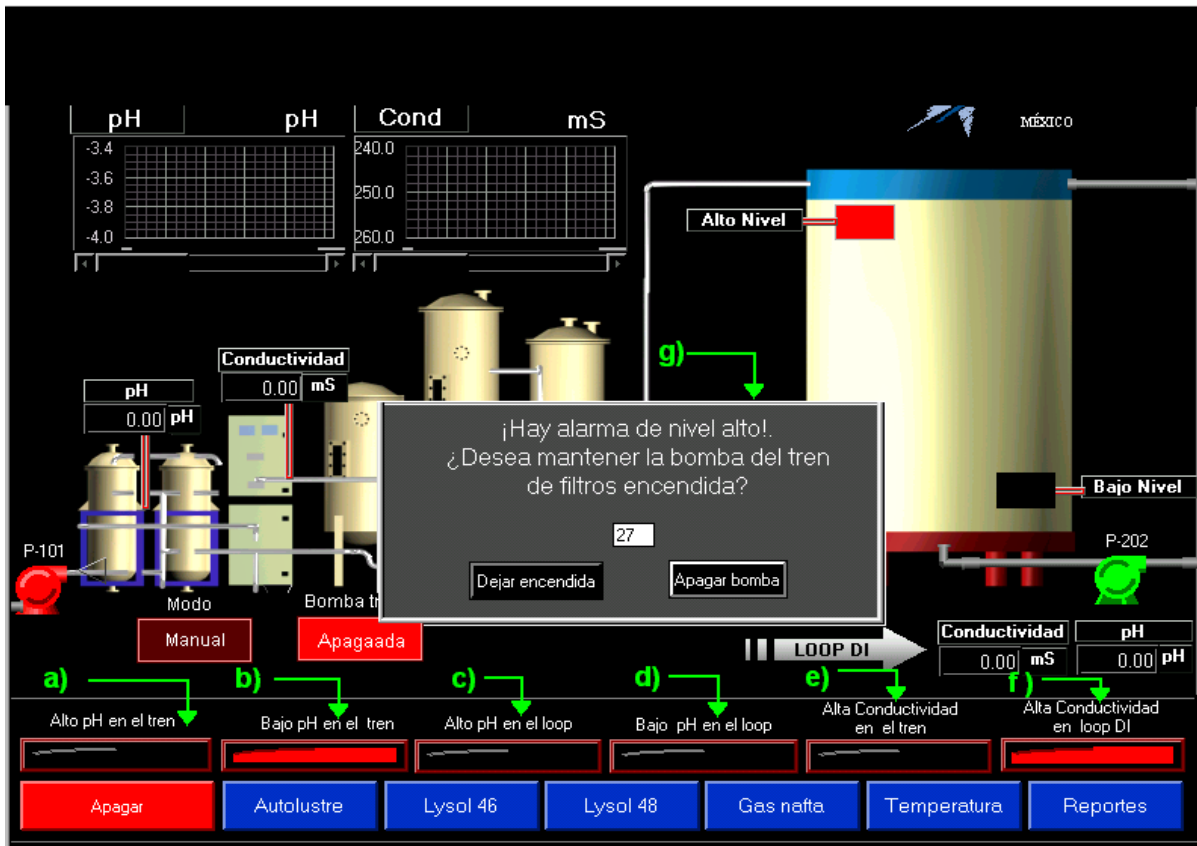 pH
pH
Cond
mS
MÉXICO
-3.4
-3.6
-3.8
-4.0
240.0
250.0
260.0
Alto Nivel
g)
Conductividad
0.00 mS
pH
0.00 pH
¡Hay alarma de nivel alto!.
¿Desea mantener la bomba del tren
de filtros encendida?
27
Dejar encendida
Apagar bomba
Bajo Nivel
P-101
P-202
Modo
Manual
Bomba tr
Apagaada
LOOP DI
Conductividad
0.00 mS
pH
0.00 pH
a)
b)
c)
d)
e)
f)
Alto pH en el tren
Bajo pH en el tren
Alto pH en el loop
Bajo pH en el loop
Alta Conductividad
en el tren
Alta Conductividad
en loop DI
Apagar
Autolustre
Lysol 46
Lysol 48
Gas nafta
Temperatura
Reportes